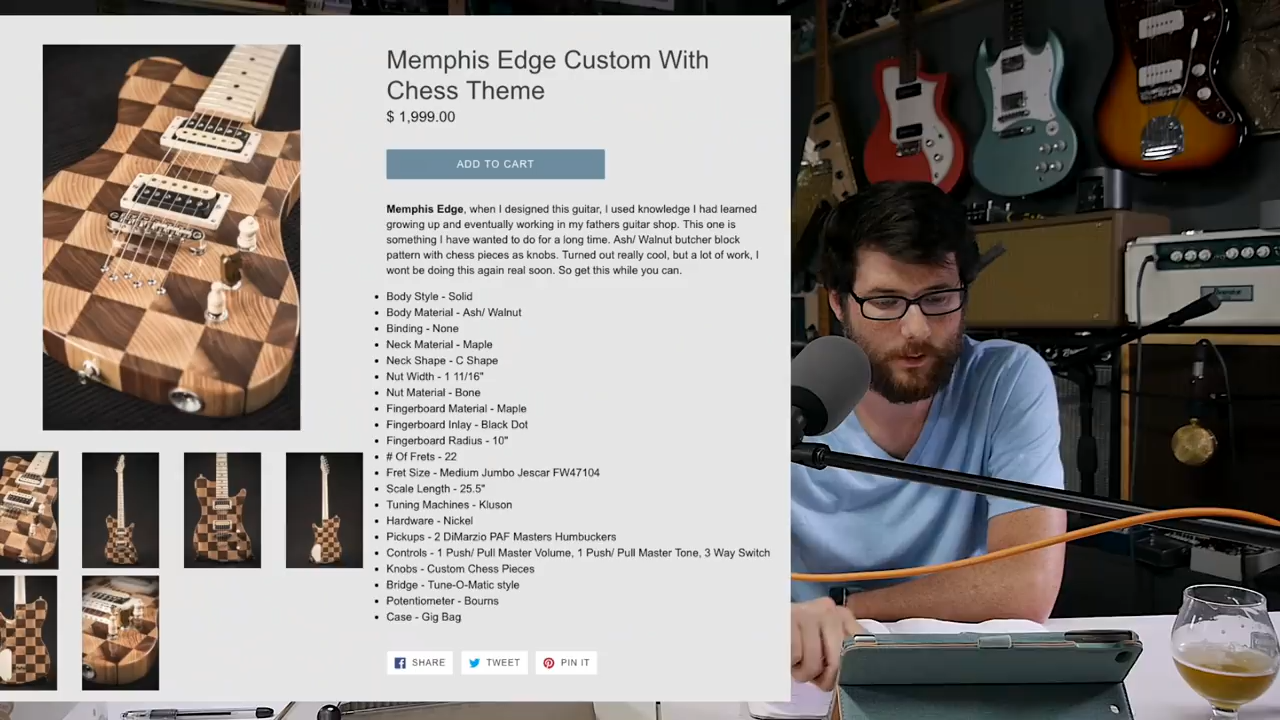 Memphis Edge Custom With
Chess Theme
$ 1,999.00
ADD TO CART
Memphis Edge, when I designed this guitar, I used knowledge I had learned
growing up and eventually working in my fathers guitar shop. This one is
something I have wanted to do for a long time. Ash/ Walnut butcher block
pattern with chess pieces as knobs. Turned out really cool, but a lot of work, I
wont be doing this again real soon. So get this while you can.
• Body Style - Solid
• Body Material - Ash/ Walnut
• Binding - None
• Neck Material - Maple
• Neck Shape - C Shape
• Nut Width - 1 11/16"
• Nut Material - Bone
• Fingerboard Material - Maple
• Fingerboard Inlay - Black Dot
• Fingerboard Radius - 10"
• # Of Frets - 22
• Fret Size - Medium Jumbo Jescar FW47104
• Scale Length - 25.5"
• Tuning Machines - Kluson
• Hardware - Nickel
• Pickups - 2 DiMarzio PAF Masters Humbuckers
• Controls - 1 Push/ Pull Master Volume, 1 Push/ Pull Master Tone, 3 Way Switch
• Knobs - Custom Chess Pieces
• Bridge - Tune-O-Matic style
• Potentiometer - Bourns
• Case - Gig Bag
SHARE TWEET PIN IT